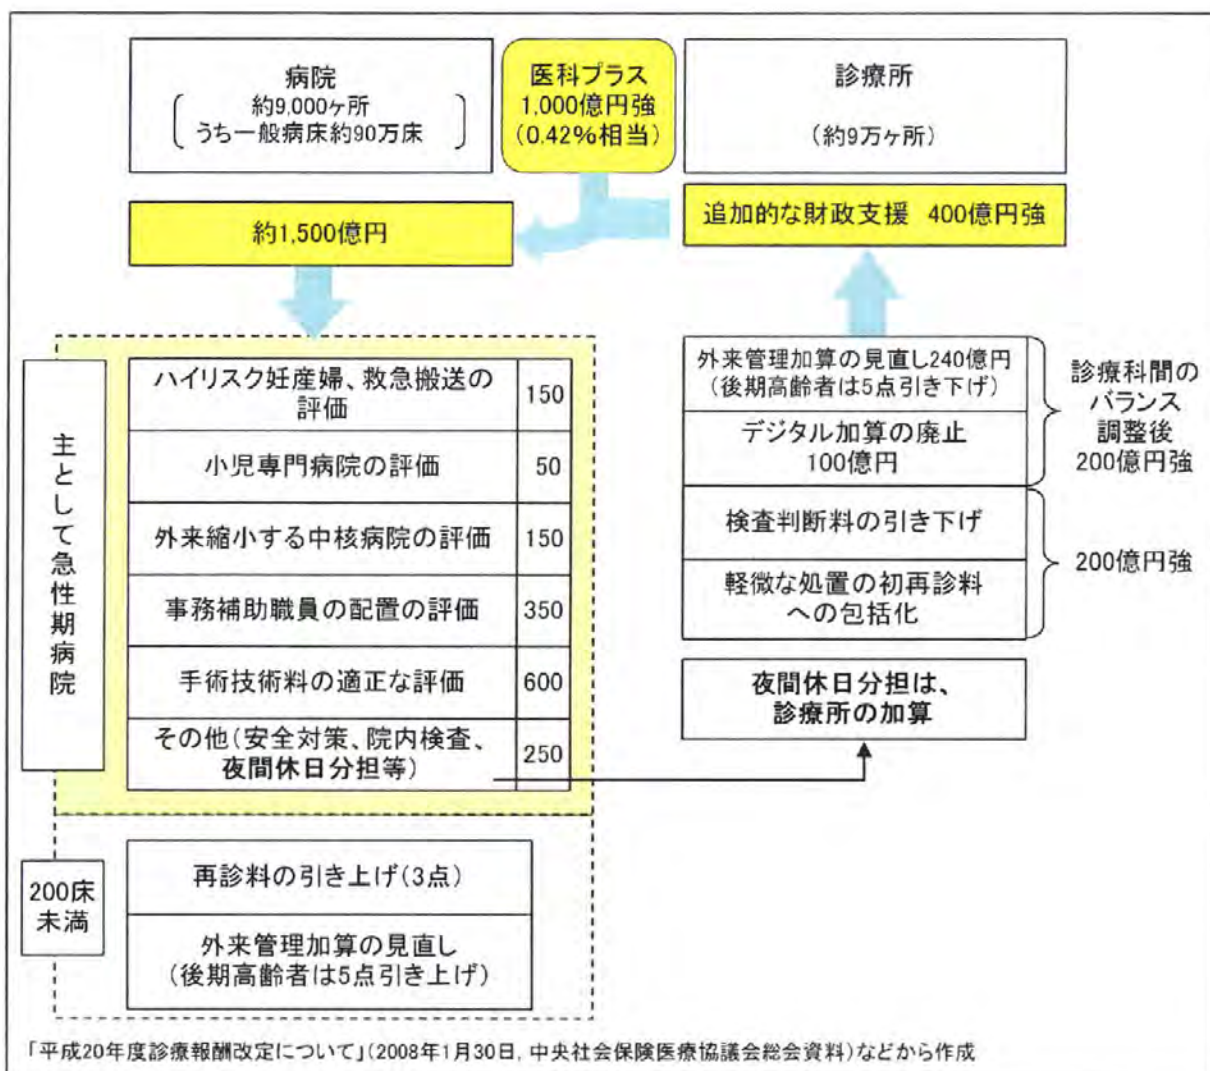 病院
約9,000ヶ所
うち一般病床約90万床
医科プラス
1,000億円強
(0.42%相当)
診療所
(約9万ヶ所)
約1,500億円
追加的な財政支援 400億円強
主として急性期病院
ハイリスク妊産婦、救急搬送の
評価
150
小児専門病院の評価
50
外来縮小する中核病院の評価
150
事務補助職員の配置の評価
350
手術技術料の適正な評価
600
その他(安全対策、院内検査、
夜間休日分担等)
250
200床
未満
再診料の引き上げ(3点)
外来管理加算の見直し
(後期高齢者は5点引き上げ)
外来管理加算の見直し240億円
(後期高齢者は5点引き下げ)
デジタル加算の廃止
100億円
診療科間の
バランス
調整後
200億円強
検査判断料の引き下げ
軽微な処置の初再診料
への包括化
200億円強
夜間休日分担は、
診療所の加算
「平成20年度診療報酬改定について」(2008年1月30日, 中央社会保険医療協議会総会資料)などから作成